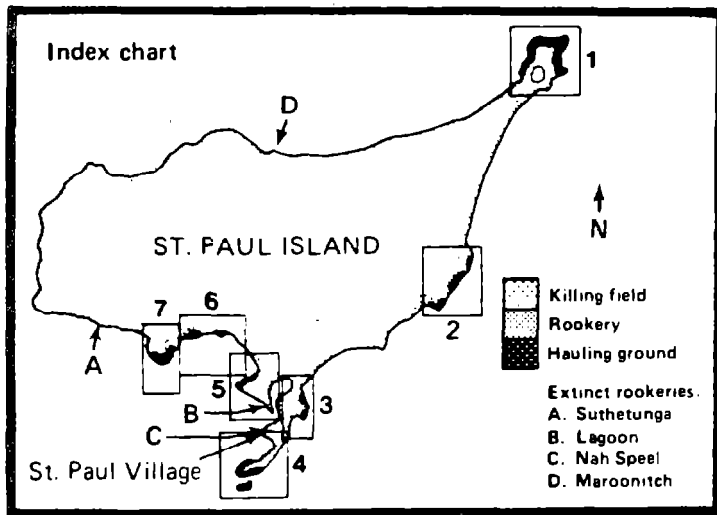 Index chart
1
D
N
ST. PAUL ISLAND
7
6
2
Killing field
Rookery
Hauling ground
A
5
B
3
C
St. Paul Village
4
Extinct rookeries.
A. Suthetunga
B. Lagoon
C. Nah Speel
D. Maroonitch